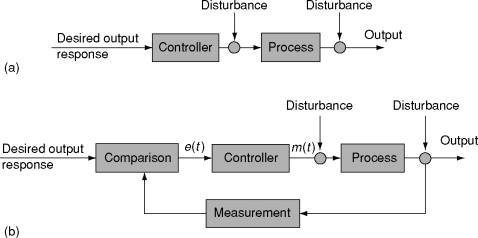 Disturbance Disturbance
Desired output
response
Controller Process Output
(a)
Disturbance Disturbance
Desired output
response
Comparison e(t) Controller m(t) Process Output
Measurement
(b)